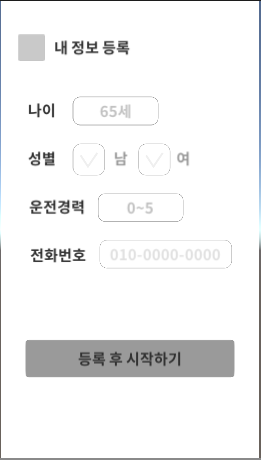 내 정보 등록
나이 65세
성별 남 여
운전경력 0~5
전화번호 010-0000-0000
등록 후 시작하기